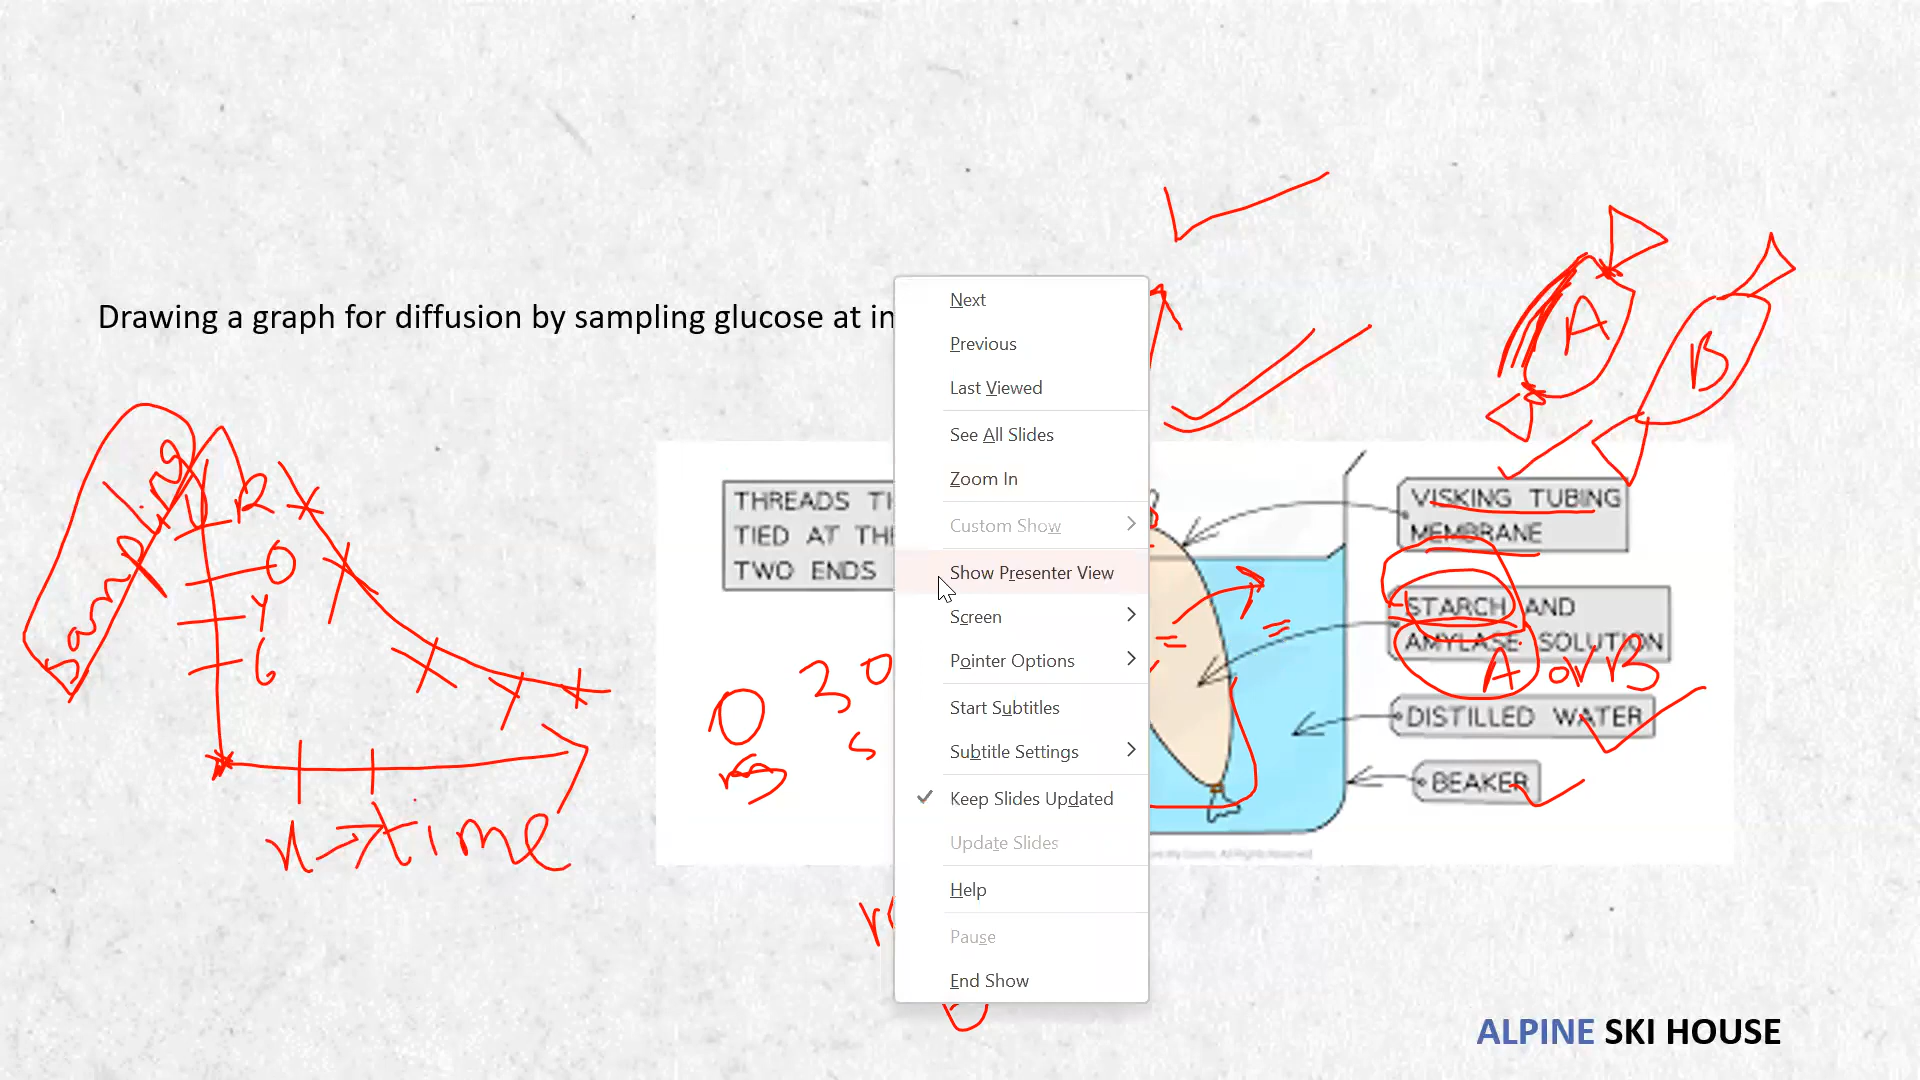 Drawing a graph for diffusion by sampling glucose at in
Next
Previous
Last Viewed
See All Slides
Zoom In
Custom Show
Show Presenter View
Screen
Pointer Options
Start Subtitles
Subtitle Settings
Keep Slides Updated
Update Slides
Help
Pause
End Show
THREADS
TIED AT
TWO ENDS
VISKING TUBING
MEMBRANE
STARCH AND
AMYLASE SOLUTION
A or B
DISTILLED WATER
BEAKER
A
B
Sampling
R
O
Y
G
time
0
30
s
ALPINE SKI HOUSE